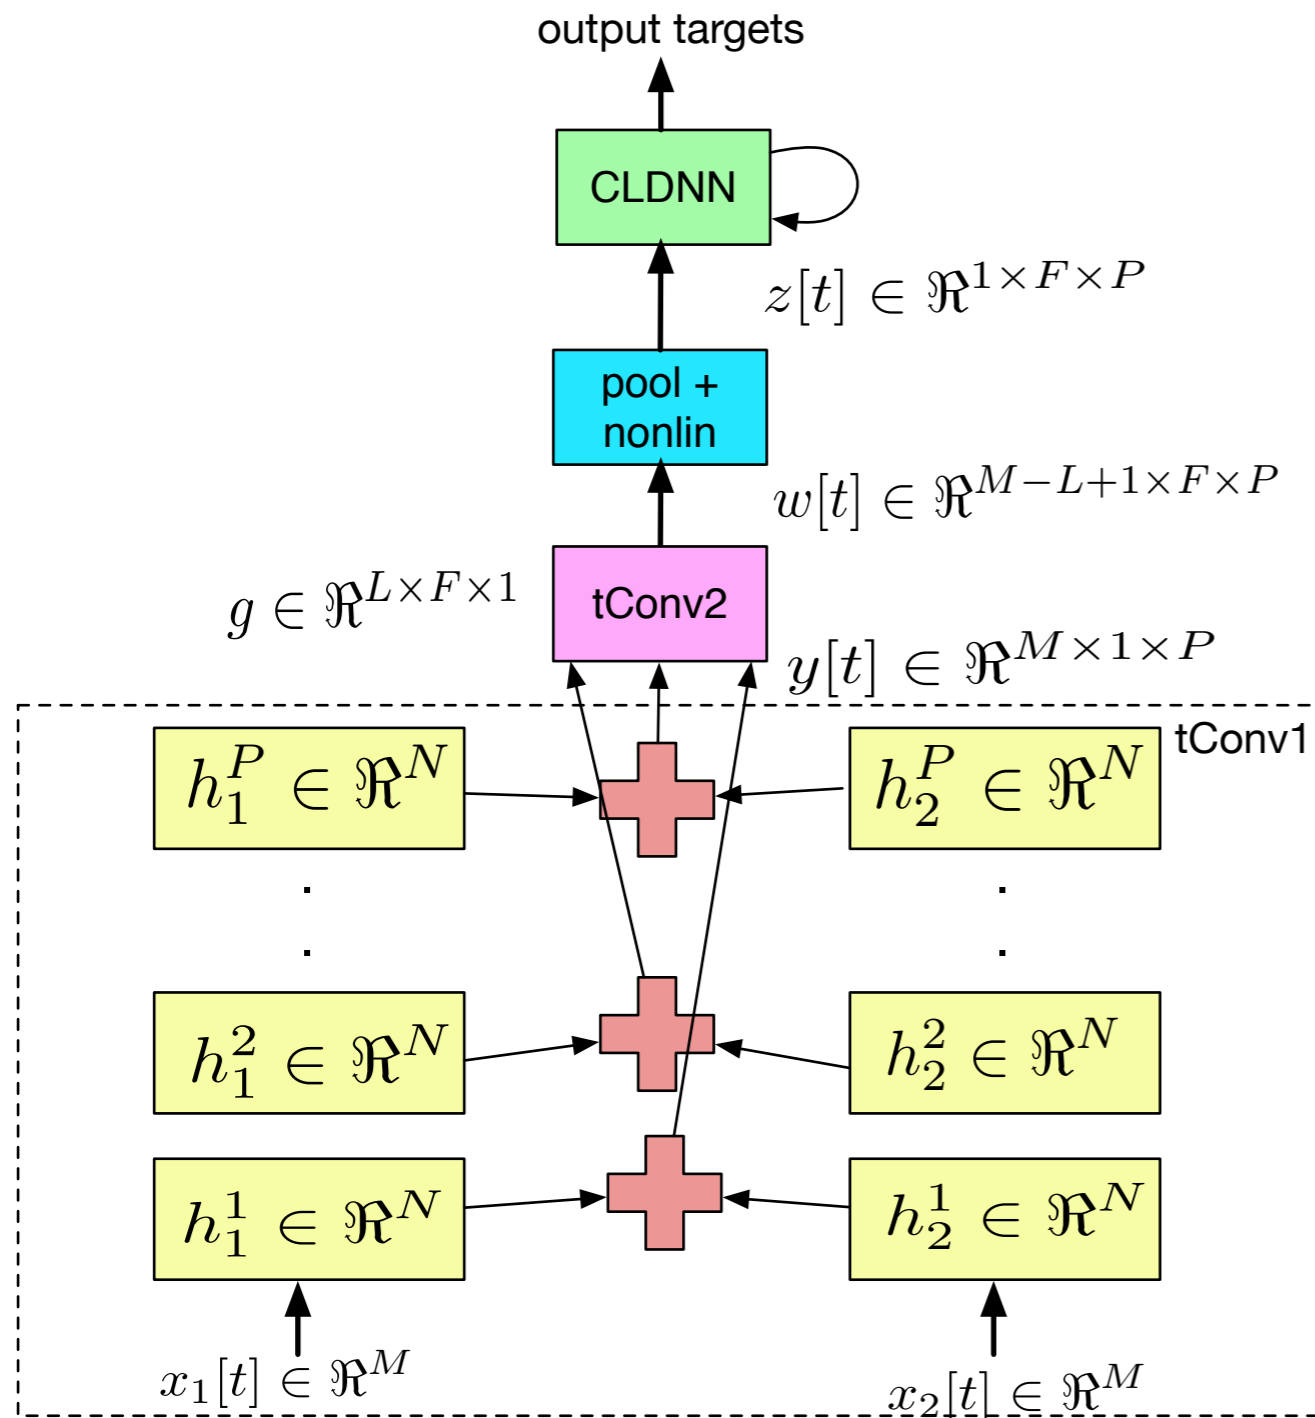 output targets
CLDNN
z[t] ∈ ℜ^{1×F×P}
pool +
nonlin
w[t] ∈ ℜ^{M−L+1×F×P}
g ∈ ℜ^{L×F×1}
tConv2
y[t] ∈ ℜ^{M×1×P}
tConv1
h_1^P ∈ ℜ^N
h_2^P ∈ ℜ^N
. .
. .
h_1^2 ∈ ℜ^N
h_2^2 ∈ ℜ^N
h_1^1 ∈ ℜ^N
h_2^1 ∈ ℜ^N
x_1[t] ∈ ℜ^M
x_2[t] ∈ ℜ^M